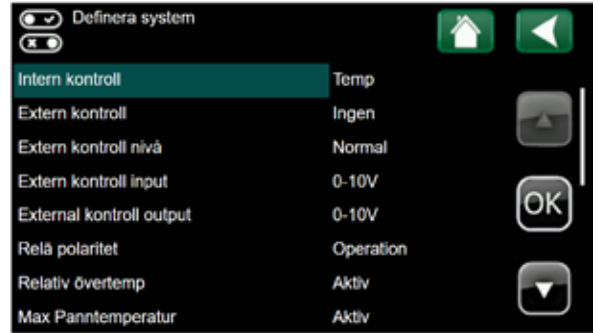 Definera system
Intern kontroll Temp
Extern kontroll Ingen
Extern kontroll nivå Normal
Extern kontroll input 0-10V
External kontroll output 0-10V
OK
Relä polaritet Operation
Relativ övertemp Aktiv
Max Panntemperatur Aktiv